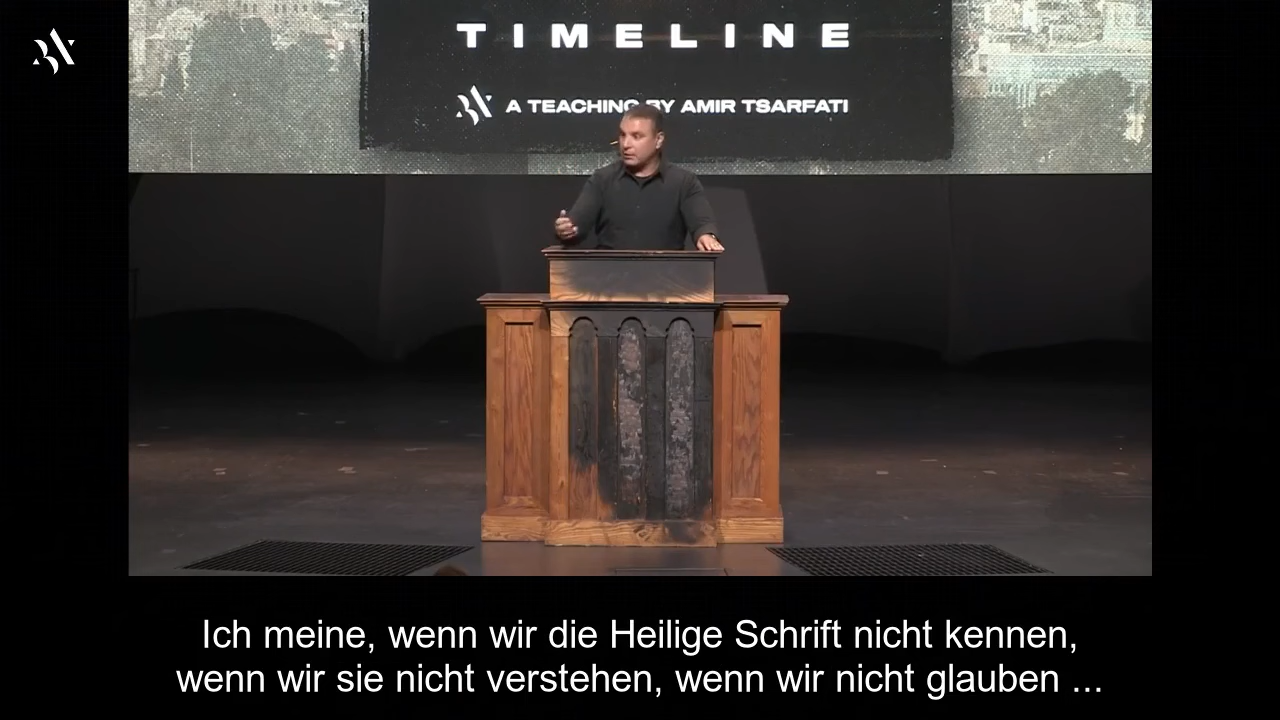 TIMELINE
A TEACHING BY AMIR TSARFATI
Ich meine, wenn wir die Heilige Schrift nicht kennen,
wenn wir sie nicht verstehen, wenn wir nicht glauben ...